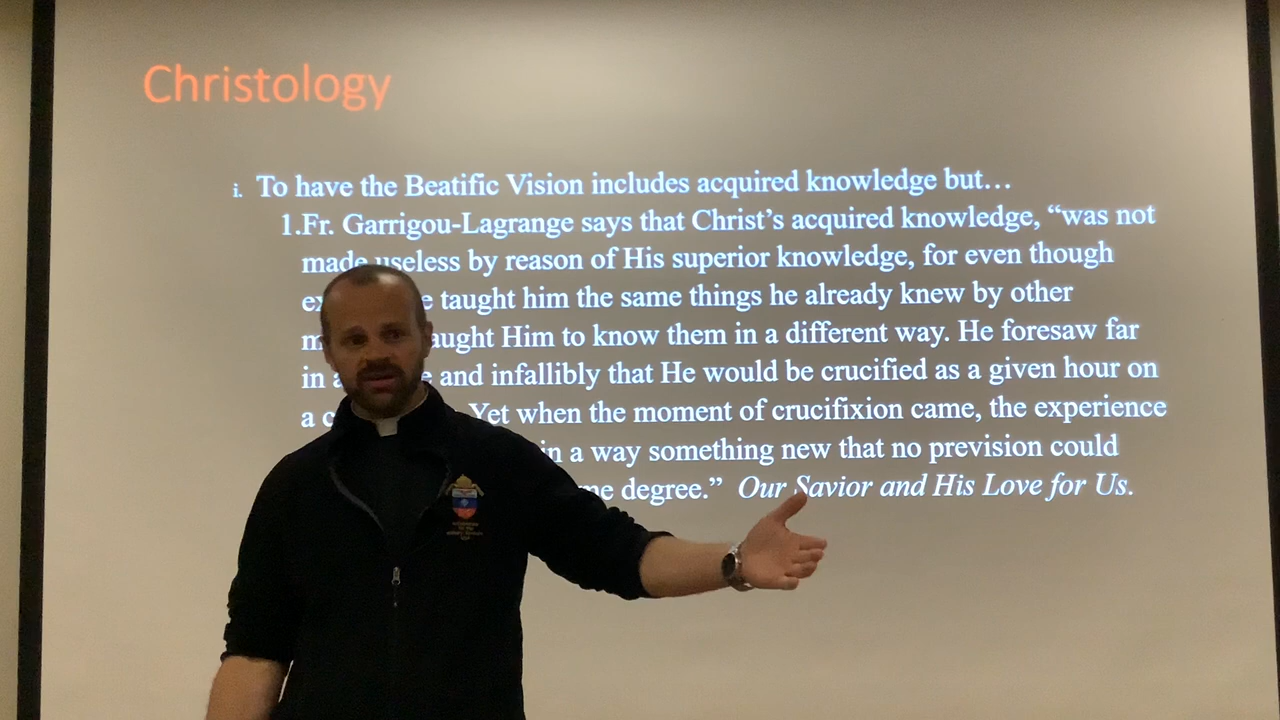 Christology
i. To have the Beatific Vision includes acquired knowledge but…
1.Fr. Garrigou-Lagrange says that Christ’s acquired knowledge, “was not
made useless by reason of His superior knowledge, for even though
taught him the same things he already knew by other
taught Him to know them in a different way. He foresaw far
in and infallibly that He would be crucified as a given hour on
a Yet when the moment of crucifixion came, the experience
in a way something new that no prevision could
degree.” Our Savior and His Love for Us.